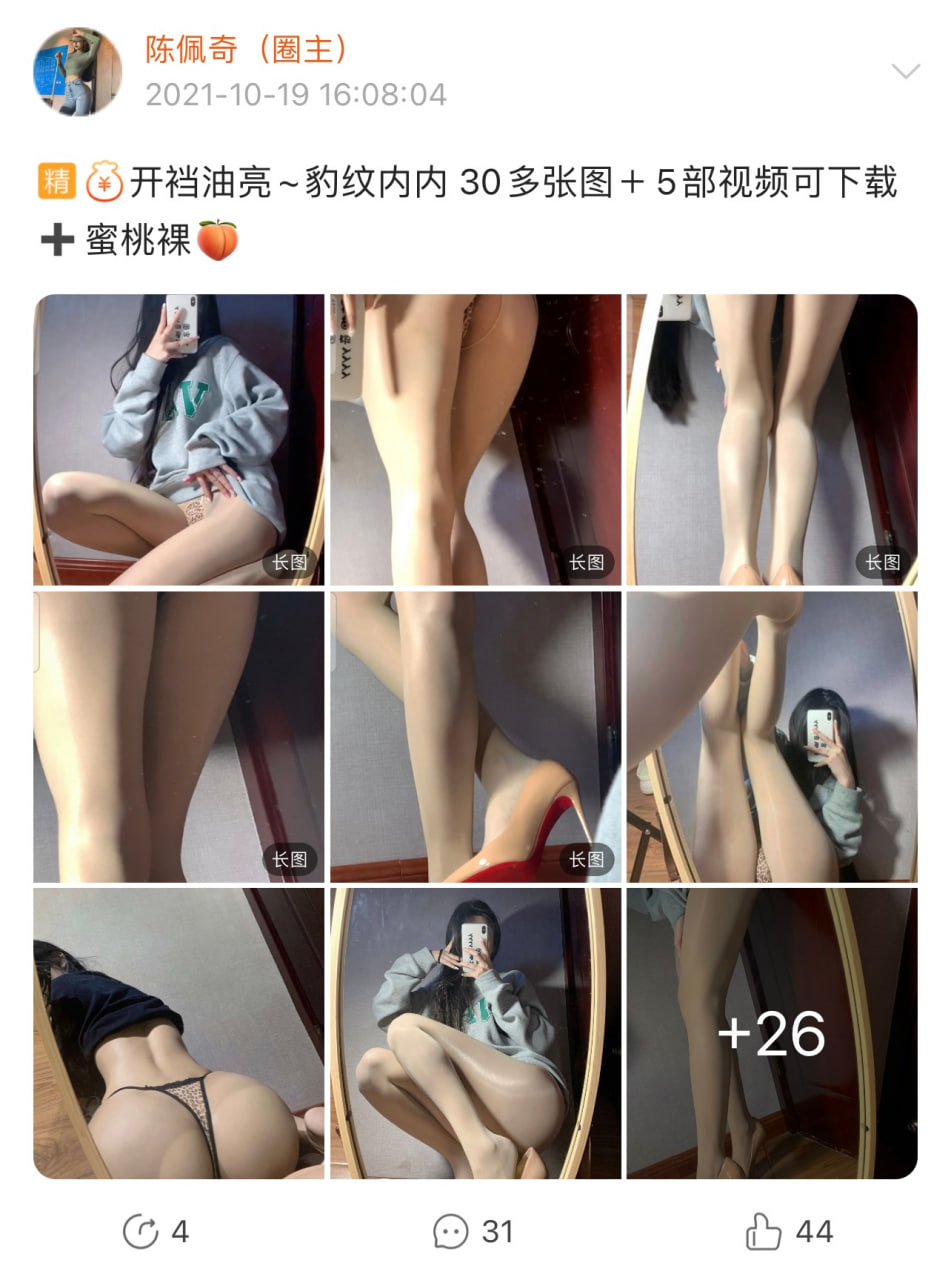 陈佩奇（圈主）
2021-10-19 16:08:04
精 ¥ 开裆油亮~豹纹内内 30多张图＋5部视频可下载
➕ 蜜桃裸🍑
长图
长图
长图
长图
长图
+26
4
31
44